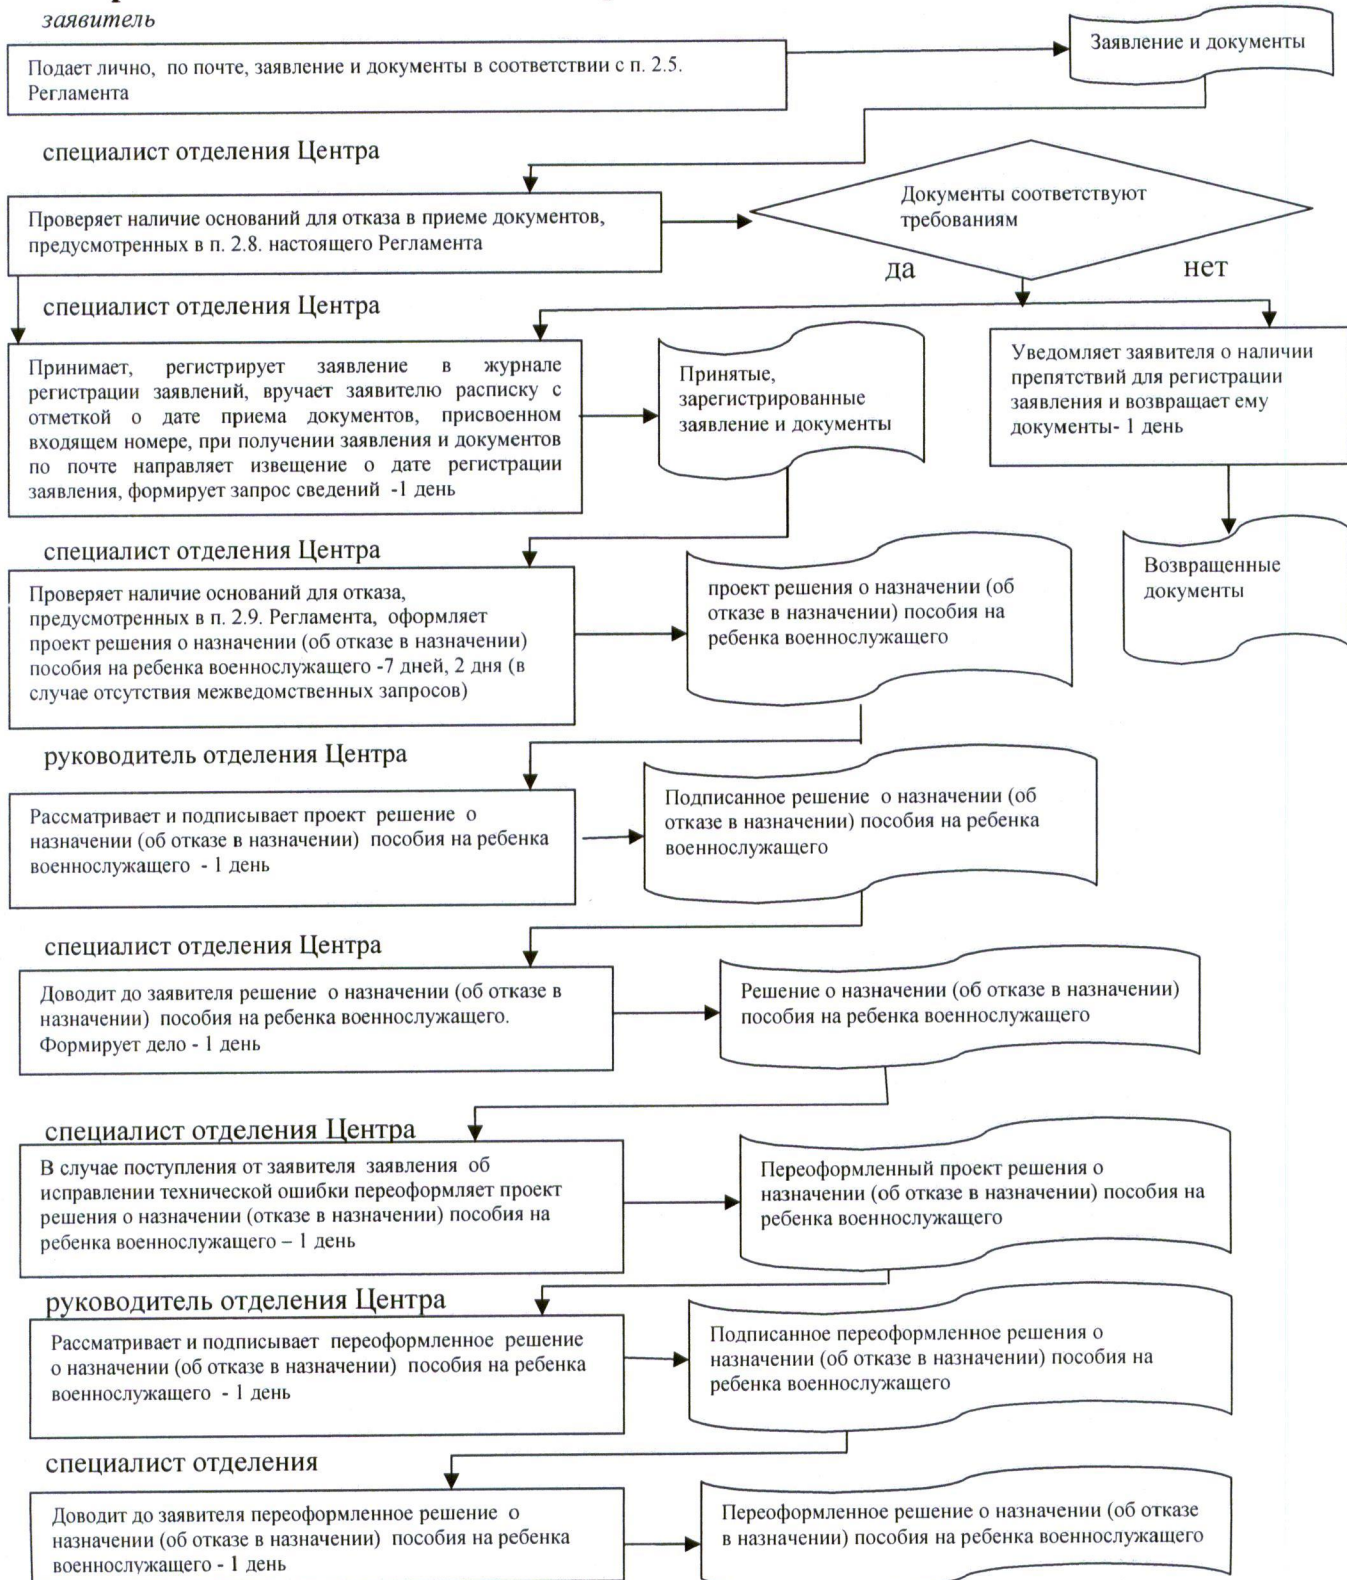 заявитель
Подает лично, по почте, заявление и документы в соответствии с п. 2.5.
Регламента
Заявление и документы
специалист отделения Центра
Проверяет наличие оснований для отказа в приеме документов,
предусмотренных в п. 2.8. настоящего Регламента
Документы соответствуют
требованиям
да
нет
специалист отделения Центра
Принимает, регистрирует заявление в журнале
регистрации заявлений, вручает заявителю расписку с
отметкой о дате приема документов, присвоенном
входящем номере, при получении заявления и документов
по почте направляет извещение о дате регистрации
заявления, формирует запрос сведений -1 день
Принятые,
зарегистрированные
заявление и документы
Уведомляет заявителя о наличии
препятствий для регистрации
заявления и возвращает ему
документы- 1 день
Возвращенные
документы
специалист отделения Центра
Проверяет наличие оснований для отказа,
предусмотренных в п. 2.9. Регламента, оформляет
проект решения о назначении (об отказе в назначении)
пособия на ребенка военнослужащего -7 дней, 2 дня (в
случае отсутствия межведомственных запросов)
проект решения о назначении (об
отказе в назначении) пособия на
ребенка военнослужащего
руководитель отделения Центра
Рассматривает и подписывает проект решение о
назначении (об отказе в назначении) пособия на ребенка
военнослужащего - 1 день
Подписанное решение о назначении (об
отказе в назначении) пособия на ребенка
военнослужащего
специалист отделения Центра
Доводит до заявителя решение о назначении (об отказе в
назначении) пособия на ребенка военнослужащего.
Формирует дело - 1 день
Решение о назначении (об отказе в назначении)
пособия на ребенка военнослужащего
специалист отделения Центра
В случае поступления от заявителя заявления об
исправлении технической ошибки переоформляет проект
решения о назначении (отказе в назначении) пособия на
ребенка военнослужащего – 1 день
Переоформленный проект решения о
назначении (об отказе в назначении) пособия на
ребенка военнослужащего
руководитель отделения Центра
Рассматривает и подписывает переоформленное решение
о назначении (об отказе в назначении) пособия на ребенка
военнослужащего - 1 день
Подписанное переоформленное решения о
назначении (об отказе в назначении) пособия на
ребенка военнослужащего
специалист отделения
Доводит до заявителя переоформленное решение о
назначении (об отказе в назначении) пособия на ребенка
военнослужащего - 1 день
Переоформленное решение о назначении (об отказе
в назначении) пособия на ребенка военнослужащего